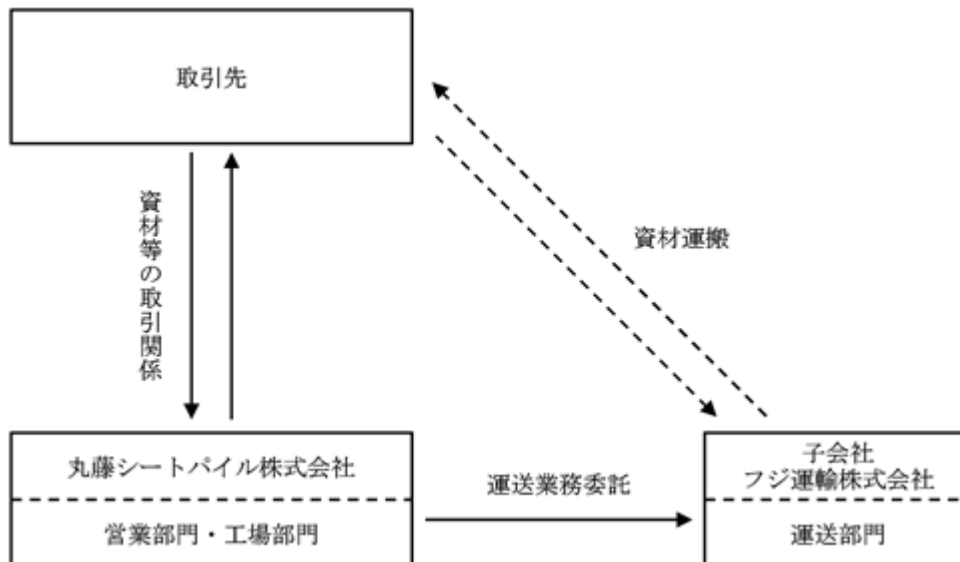 取引先
資材等の取引関係
資材運搬
丸藤シートパイル株式会社
営業部門・工場部門
運送業務委託
子会社
フジ運輸株式会社
運送部門